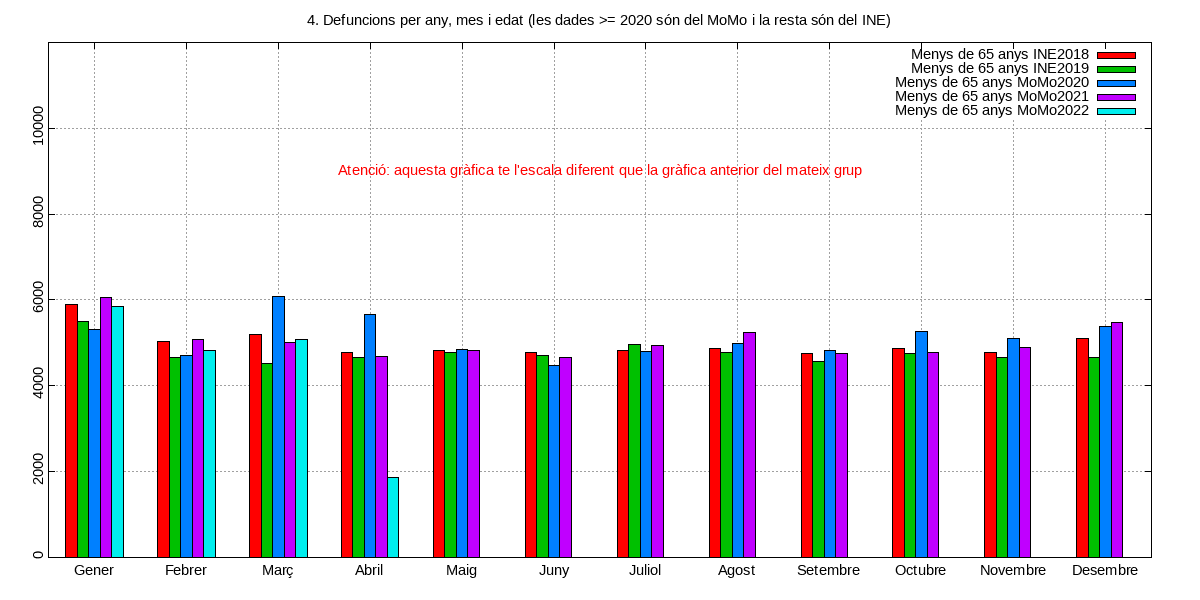 4. Defuncions per any, mes i edat (les dades >= 2020 són del MoMo i la resta són del INE)
Menys de 65 anys INE2018
Menys de 65 anys INE2019
Menys de 65 anys MoMo2020
Menys de 65 anys MoMo2021
Menys de 65 anys MoMo2022
Atenció: aquesta gràfica te l'escala diferent que la gràfica anterior del mateix grup
10000
8000
6000
4000
2000
0
Gener Febrer Març Abril Maig Juny Juliol Agost Setembre Octubre Novembre Desembre